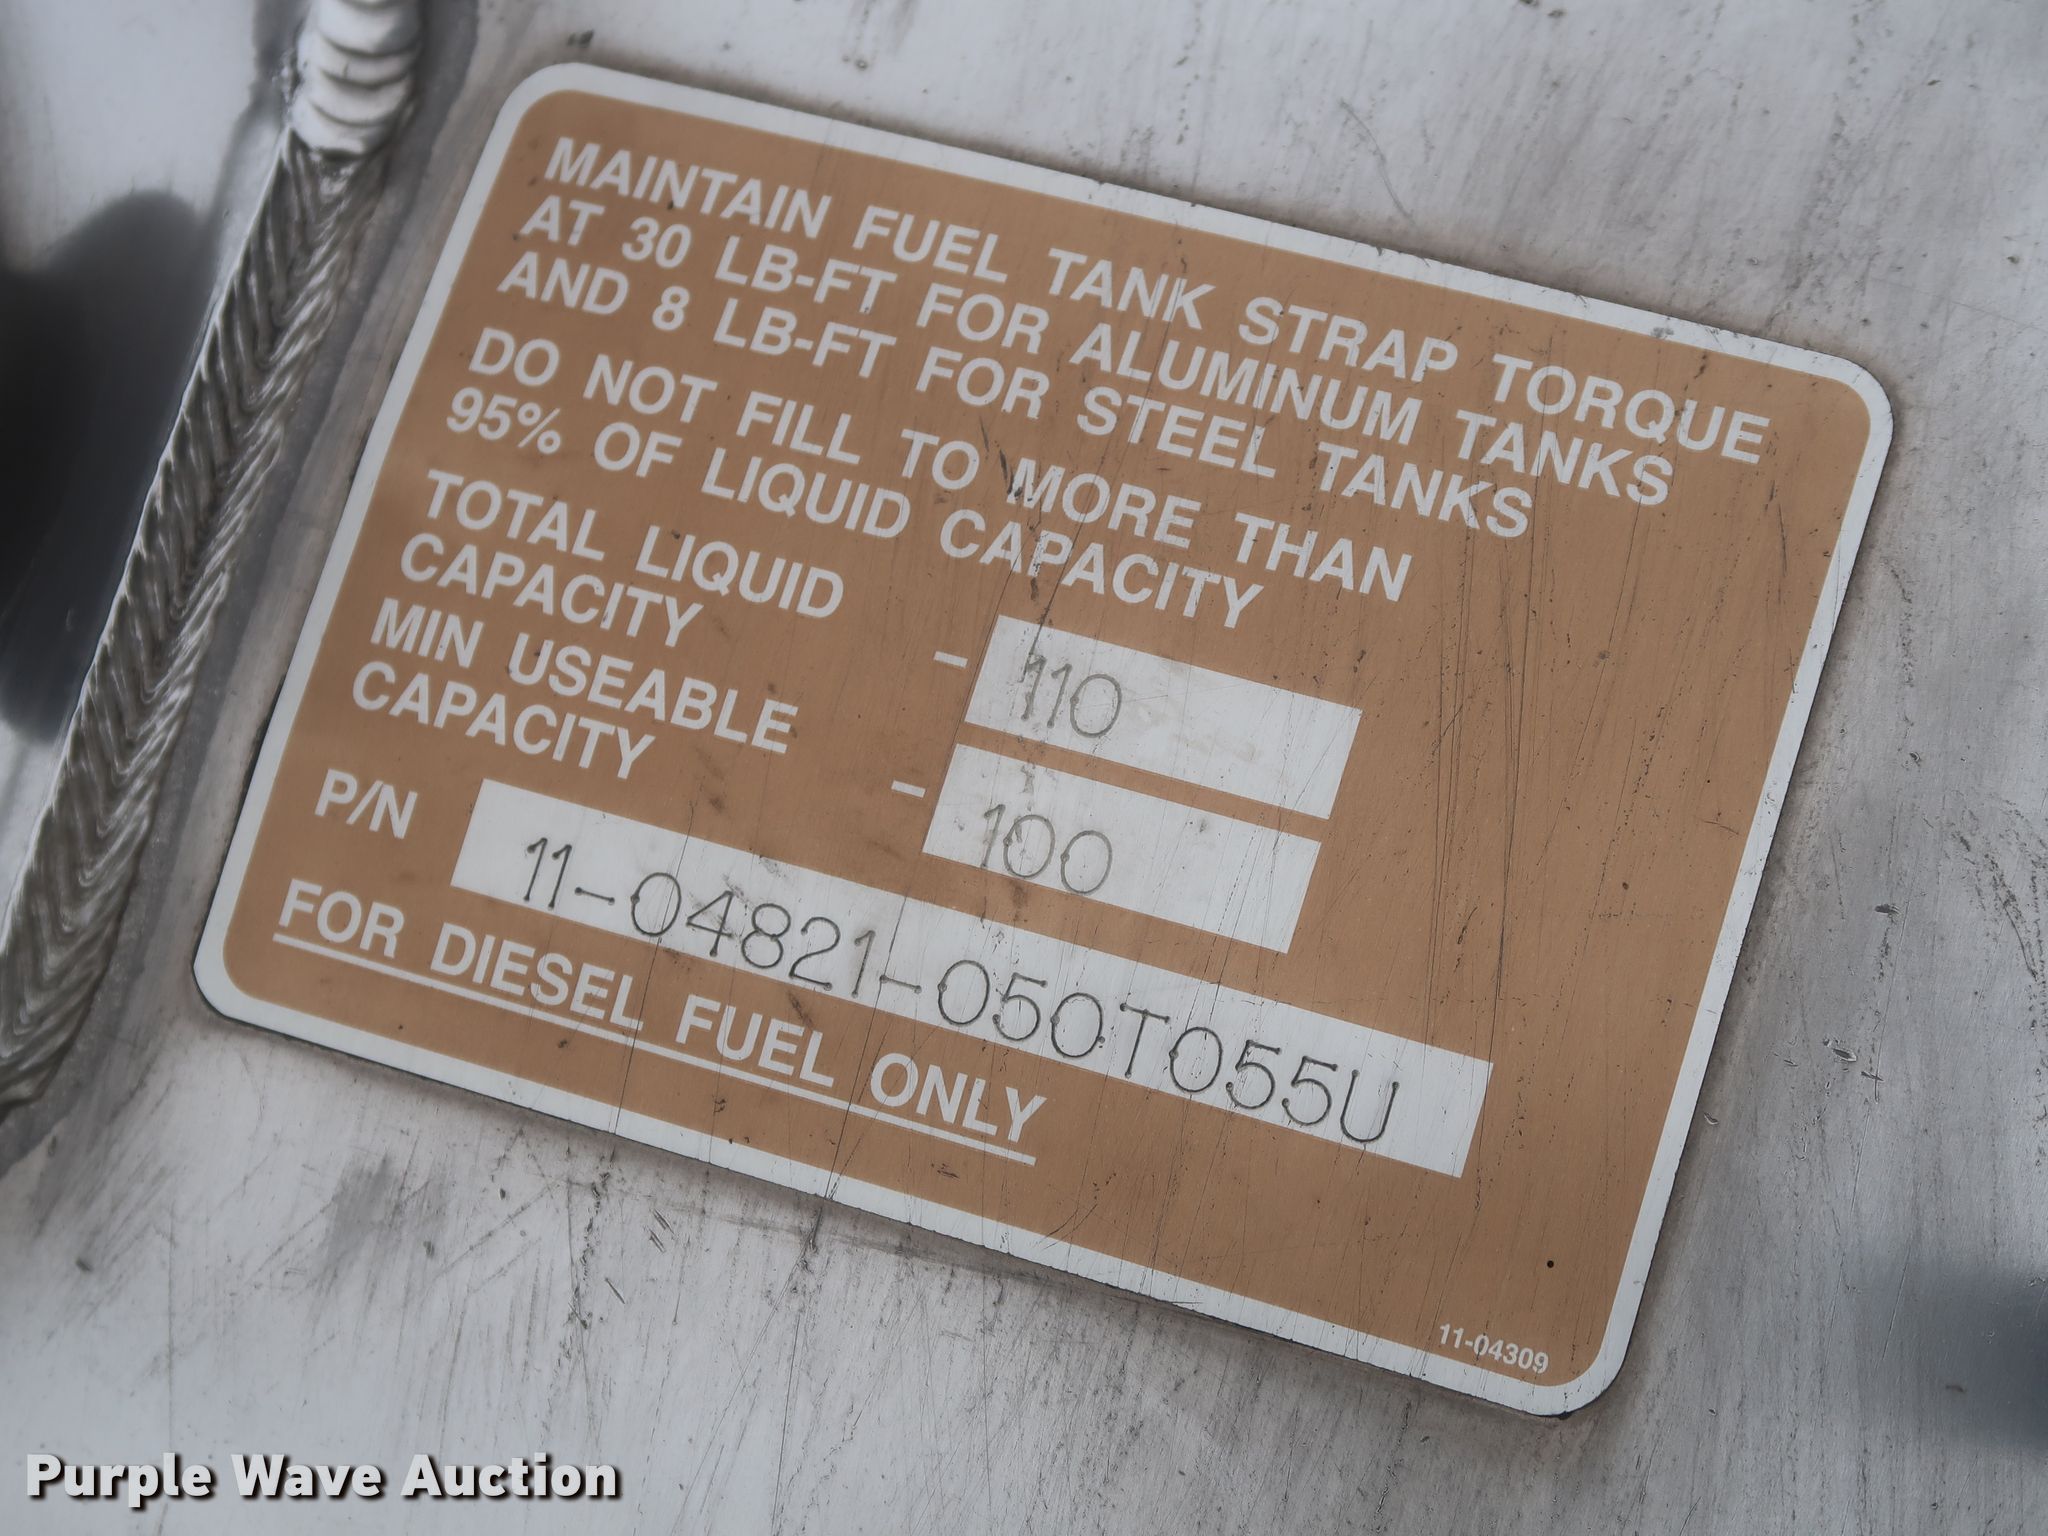 MAINTAIN FUEL TANK STRAP TORQUE
AT 30 LB-FT FOR ALUMINUM TANKS
AND 8 LB-FT FOR STEEL TANKS
DO NOT FILL TO MORE THAN
95% OF LIQUID CAPACITY
TOTAL LIQUID
CAPACITY - 110
MIN USEABLE
CAPACITY - 100
P/N 11-04821-050T055U
FOR DIESEL FUEL ONLY
11-04309
Purple Wave Auction